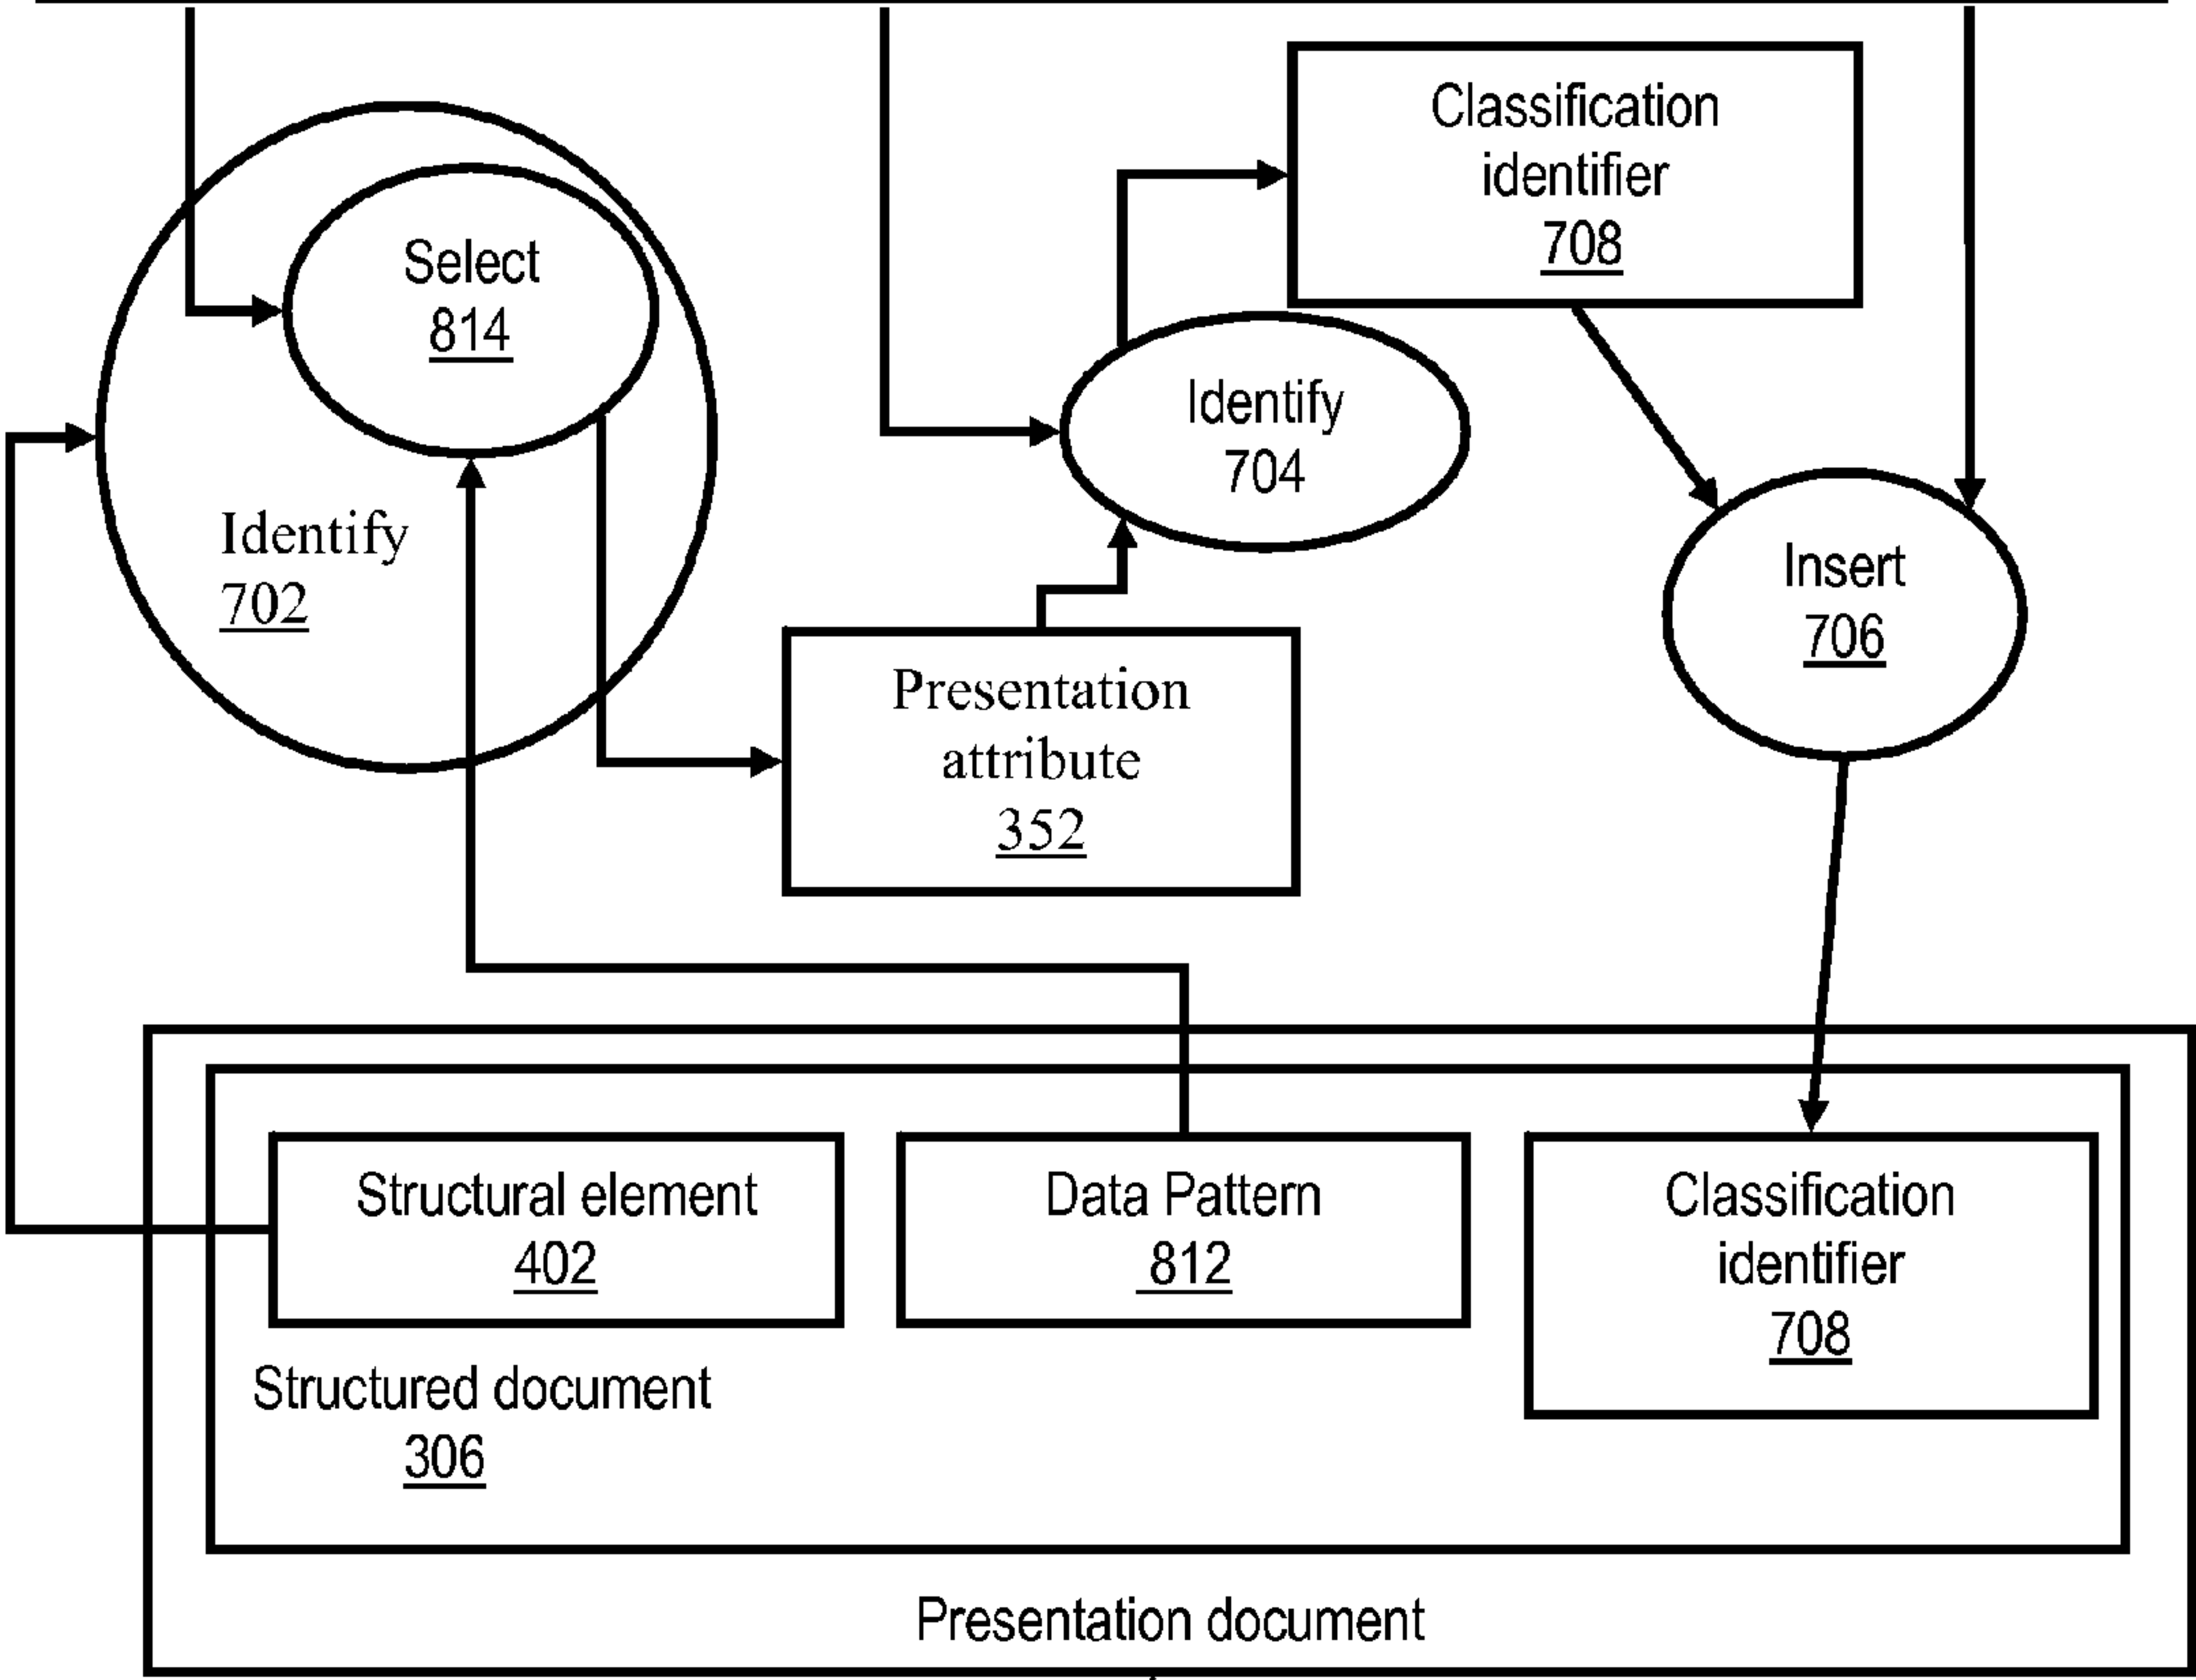 Classification
identifier
708
Select
814
Identify
704
Identify
702
Insert
706
Presentation
attribute
352
Structural element
402
Data Pattern
812
Classification
identifier
708
Structured document
306
Presentation document